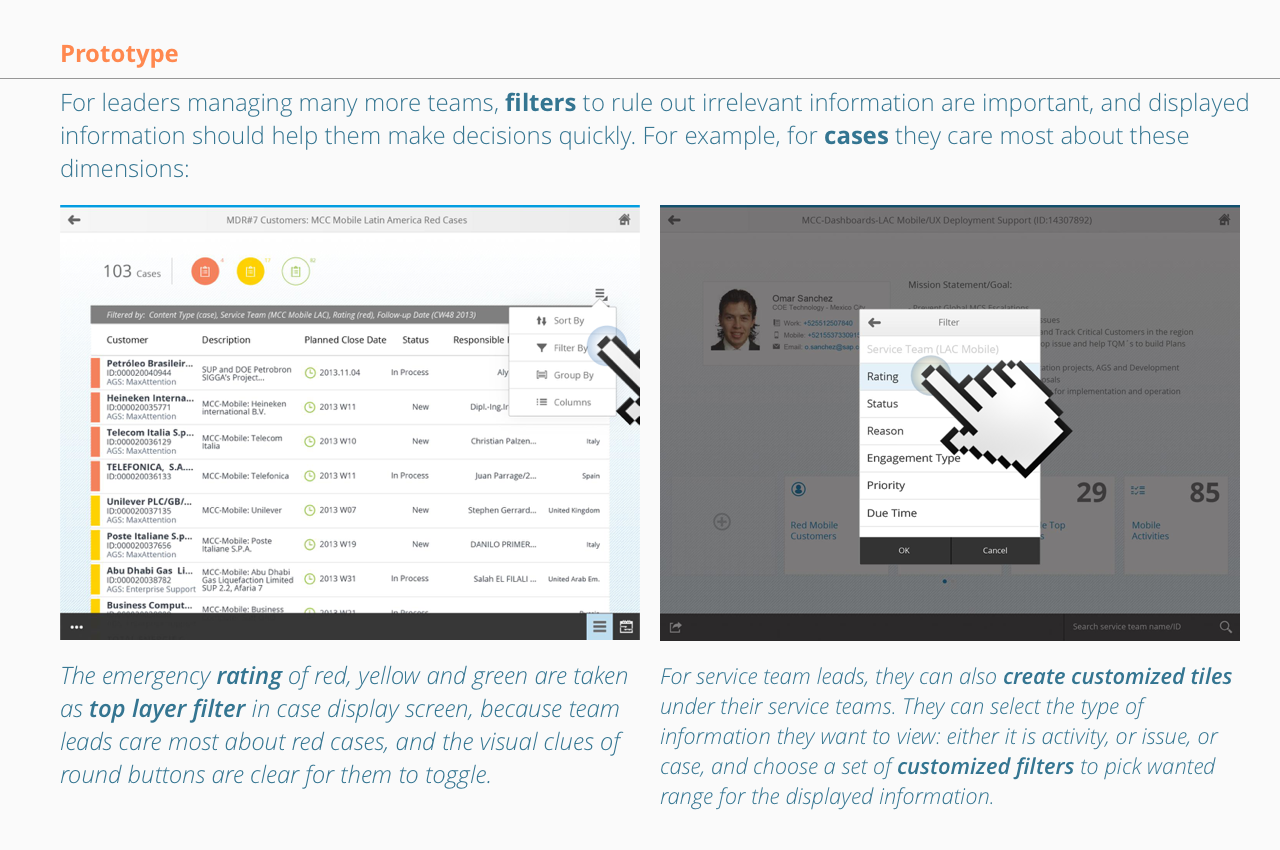 Prototype
For leaders managing many more teams, filters to rule out irrelevant information are important, and displayed
information should help them make decisions quickly. For example, for cases they care most about these
dimensions:
MDR#7 Customers: MCC Mobile Latin America Red Cases
103 Cases
Filtered by: Content Type (case), Service Team (MCC Mobile LAC), Rating (red), Follow-up Date (CW48 2013)
Sort By
Filter By
Group By
Columns
Customer Description Planned Close Date Status Responsible
Petróleo Brasileir...
ID:000020040944
AGS: MaxAttention
SUP and DOE Petrobron
SIGGA's Project...
2013.11.04 In Process Aly
Heineken Interna...
ID:000020035771
AGS: MaxAttention
MCC-Mobile: Heineken
international B.V.
2013 W11 New Dipl.-Ing.Ir
Telecom Italia S.p...
ID:000020036129
AGS: MaxAttention
MCC-Mobile: Telecom
Italia
2013 W10 New Christian Palzen... Italy
TELEFONICA, S.A....
ID:000020036133
MCC-Mobile: Telefonica
2013 W11 In Process Juan Parrage/2... Spain
Unilever PLC/GB/...
ID:000020037135
AGS: MaxAttention
MCC-Mobile: Unilever
2013 W07 New Stephen Gerrard... United Kingdom
Poste Italiane S.p...
ID:000020037656
AGS: MaxAttention
MCC-Mobile: Poste
Italiane S.P.A.
2013 W19 New DANILO PRIMER... Italy
Abu Dhabi Gas Li...
ID:000020038782
AGS: Enterprise Support
MCC-Mobile: Abu Dhabi
Gas Liquefaction Limited
SUP 2.2, Afaria 7
2013 W31 In Process Salah EL FILALI ... United Arab Em.
Business Comput...
MCC-Mobile: Business
The emergency rating of red, yellow and green are taken
as top layer filter in case display screen, because team
leads care most about red cases, and the visual clues of
round buttons are clear for them to toggle.
MCC-Dashboards-LAC Mobile/UX Deployment Support (ID:14307892)
Omar Sanchez
COE Technology - Mexico City
Work: +525512507840
Mobile: +521553733091
Email: o.sanchez@sap.c
Mission Statement/Goal:
- Prevent Global MCE Escalations
ssues
and Track Critical Customers in the region
op issue and help TQM`s to build Plans
tation projects, AGS and Development
osals
for implementation and operation
Filter
Service Team (LAC Mobile)
Rating
Status
Reason
Engagement Type
Priority
Due Time
OK Cancel
Red Mobile
Customers
29
Top
85
Mobile
Activities
Search service team name/ID
For service team leads, they can also create customized tiles
under their service teams. They can select the type of
information they want to view: either it is activity, or issue, or
case, and choose a set of customized filters to pick wanted
range for the displayed information.